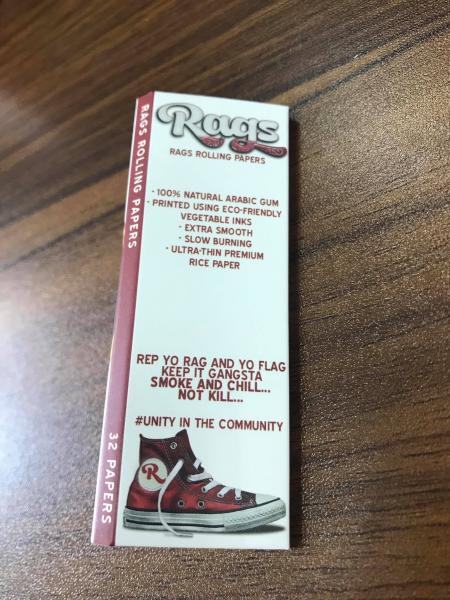 Rags
RAGS ROLLING PAPERS
- 100% NATURAL ARABIC GUM
- PRINTED USING ECO-FRIENDLY
VEGETABLE INKS
- EXTRA SMOOTH
- SLOW BURNING
- ULTRA-THIN PREMIUM
RICE PAPER
REP YO RAG AND YO FLAG
KEEP IT GANGSTA
SMOKE AND CHILL...
NOT KILL...
#UNITY IN THE COMMUNITY
R
RAGS ROLLING PAPERS
32 PAPERS